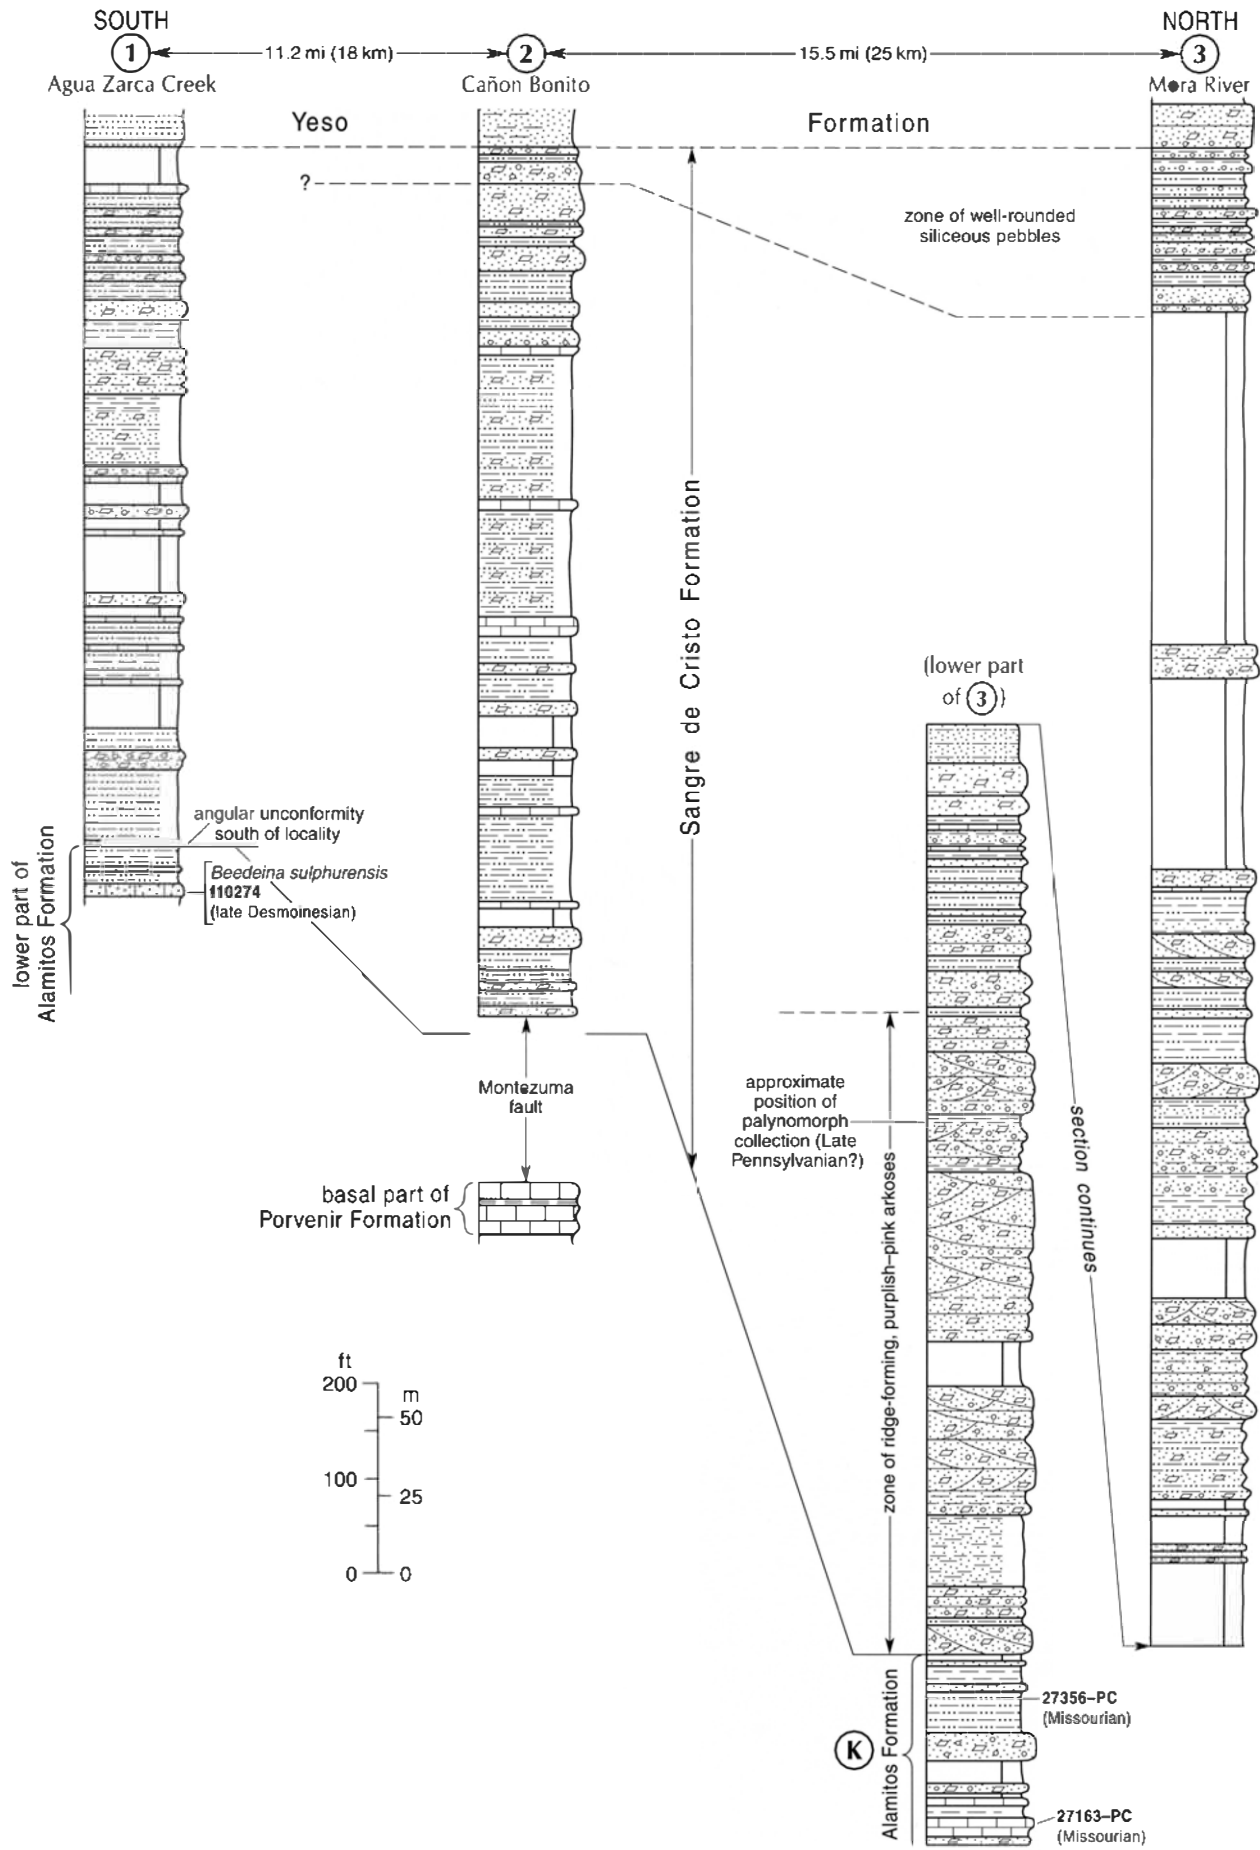 SOUTH
1
11.2 mi (18 km)
2
15.5 mi (25 km)
NORTH
3
Agua Zarca Creek
Cañon Bonito
Mora River
Yeso
Formation
?
zone of well-rounded
siliceous pebbles
Sangre de Cristo Formation
(lower part
of 3)
angular unconformity
south of locality
lower part of
Alamitos Formation
Beedeina sulphurensis
f10274
(late Desmoinesian)
Montezuma
fault
approximate
position of
palynomorph
collection (Late
Pennsylvanian?)
zone of ridge-forming, purplish-pink arkoses
section continues
basal part of
Porvenir Formation
ft
m
200
50
100
25
0
0
K
Alamitos Formation
27356-PC
(Missourian)
27163-PC
(Missourian)